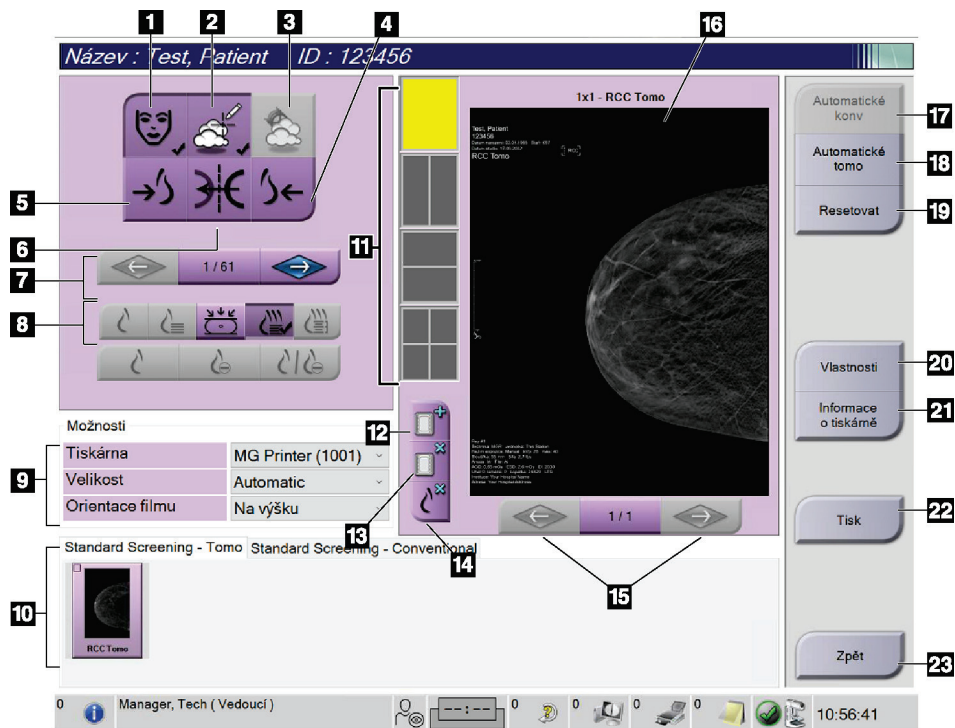 1 2 3 4 16
Název : Test, Patient ID : 123456
1x1 - RCC Tomo
Test, Patient
123456
RCC Tomo
RCC
Automatické
konv
17
Automatické
tomo
18
Resetovat
19
5
6
11
7
1/61
8
Vlastnosti
20
Informace
o tiskárně
21
Možnosti
9
Tiskárna MG Printer (1001)
Velikost Automatic
Orientace filmu Na výšku
12
13
14
1/1
15
Tisk
22
Standard Screening - Tomo Standard Screening - Conventional
10
RCC Tomo
Zpět
23
0 Manager, Tech ( Vedoucí ) --:-- 0 0 0 0 10:56:41